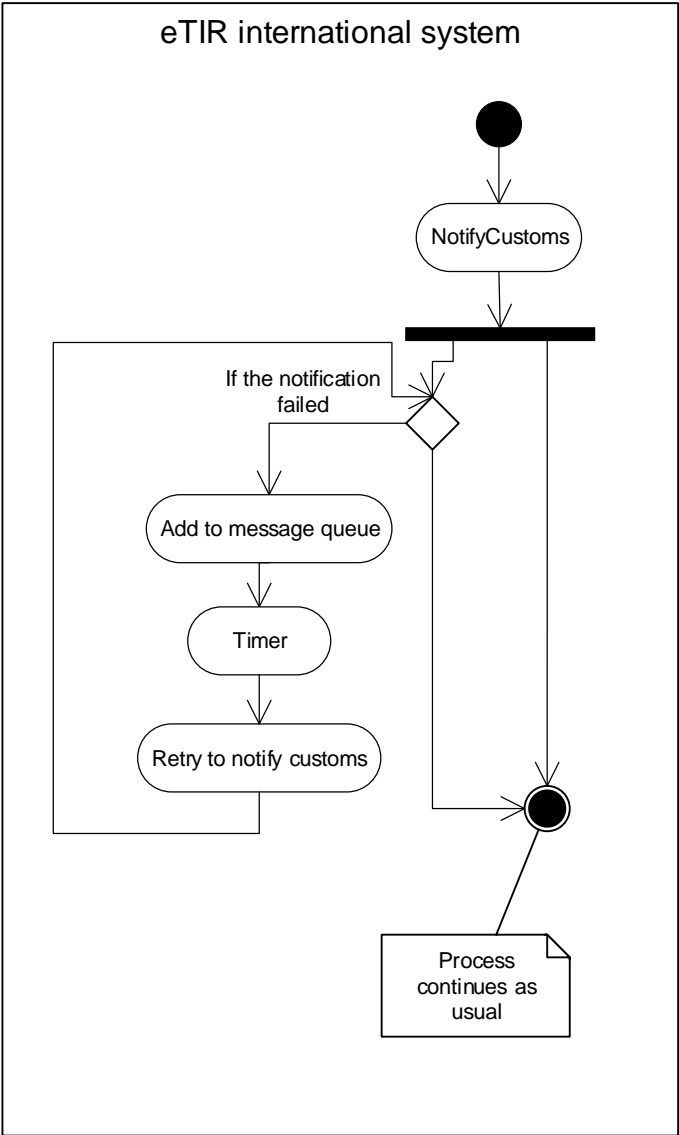 eTIR international system
NotifyCustoms
If the notification
failed
Add to message queue
Timer
Retry to notify customs
Process
continues as
usual